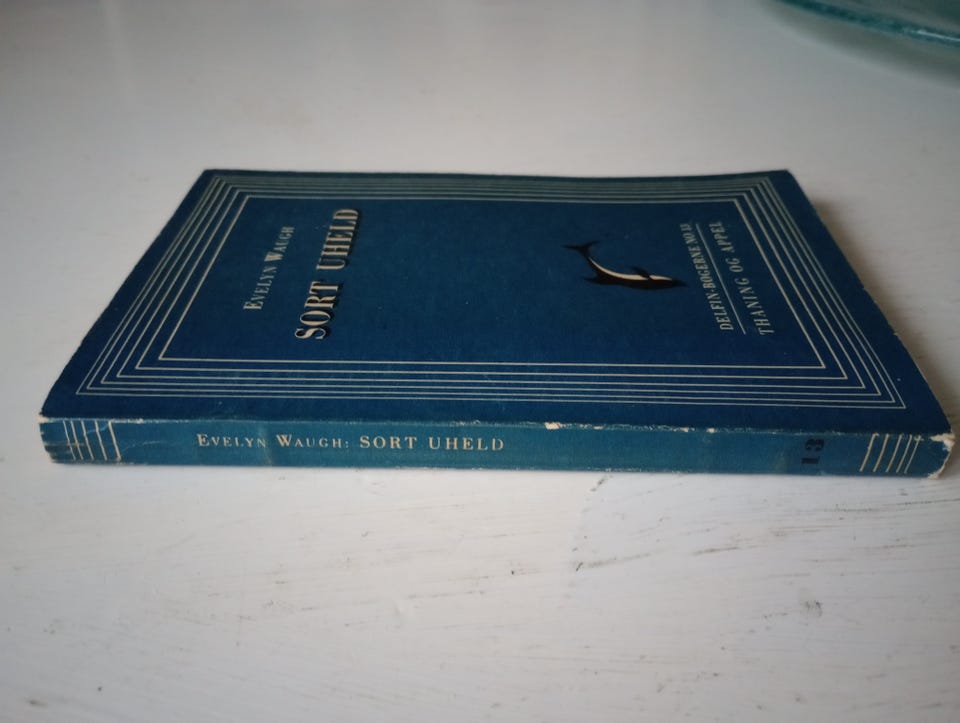 EVELYN WAUGH
SORT UHELD
DELFIN-BØGERNE NO. 13
THANING OG APPEL
EVELYN WAUGH: SORT UHELD
13